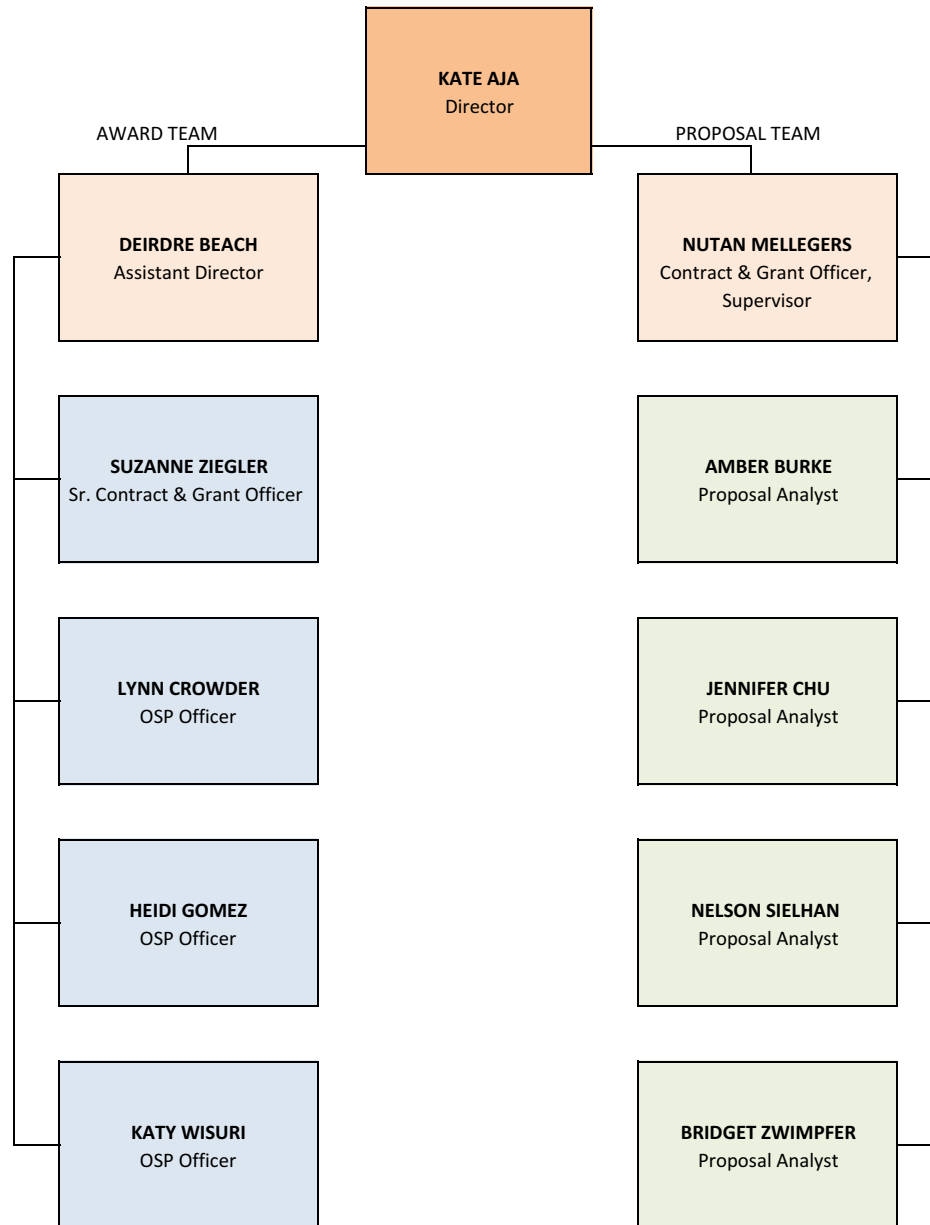 KATE AJA
Director
AWARD TEAM
PROPOSAL TEAM
DEIRDRE BEACH
Assistant Director
NUTAN MELLEGERS
Contract & Grant Officer,
Supervisor
SUZANNE ZIEGLER
Sr. Contract & Grant Officer
AMBER BURKE
Proposal Analyst
LYNN CROWDER
OSP Officer
JENNIFER CHU
Proposal Analyst
HEIDI GOMEZ
OSP Officer
NELSON SIELHAN
Proposal Analyst
KATY WISURI
OSP Officer
BRIDGET ZWIMPFER
Proposal Analyst